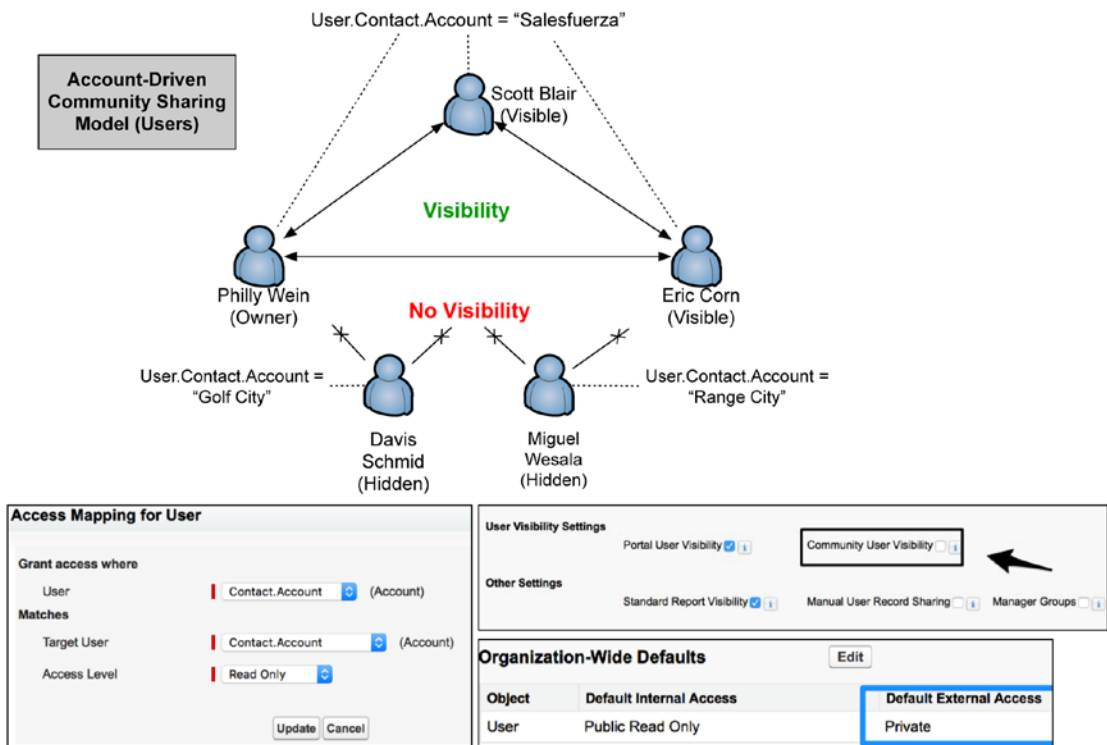 User.Contact.Account = “Salesfuerza”
Account-Driven
Community Sharing
Model (Users)
Scott Blair
(Visible)
Visibility
Philly Wein
(Owner)
Eric Corn
(Visible)
No Visibility
User.Contact.Account =
“Golf City”
User.Contact.Account =
“Range City”
Davis
Schmid
(Hidden)
Miguel
Wesala
(Hidden)
Access Mapping for User
Grant access where
User Contact.Account (Account)
Matches
Target User Contact.Account (Account)
Access Level Read Only
Update Cancel
User Visibility Settings
Portal User Visibility i Community User Visibility i
Other Settings
Standard Report Visibility i Manual User Record Sharing i Manager Groups i
Organization-Wide Defaults Edit
Object Default Internal Access Default External Access
User Public Read Only Private